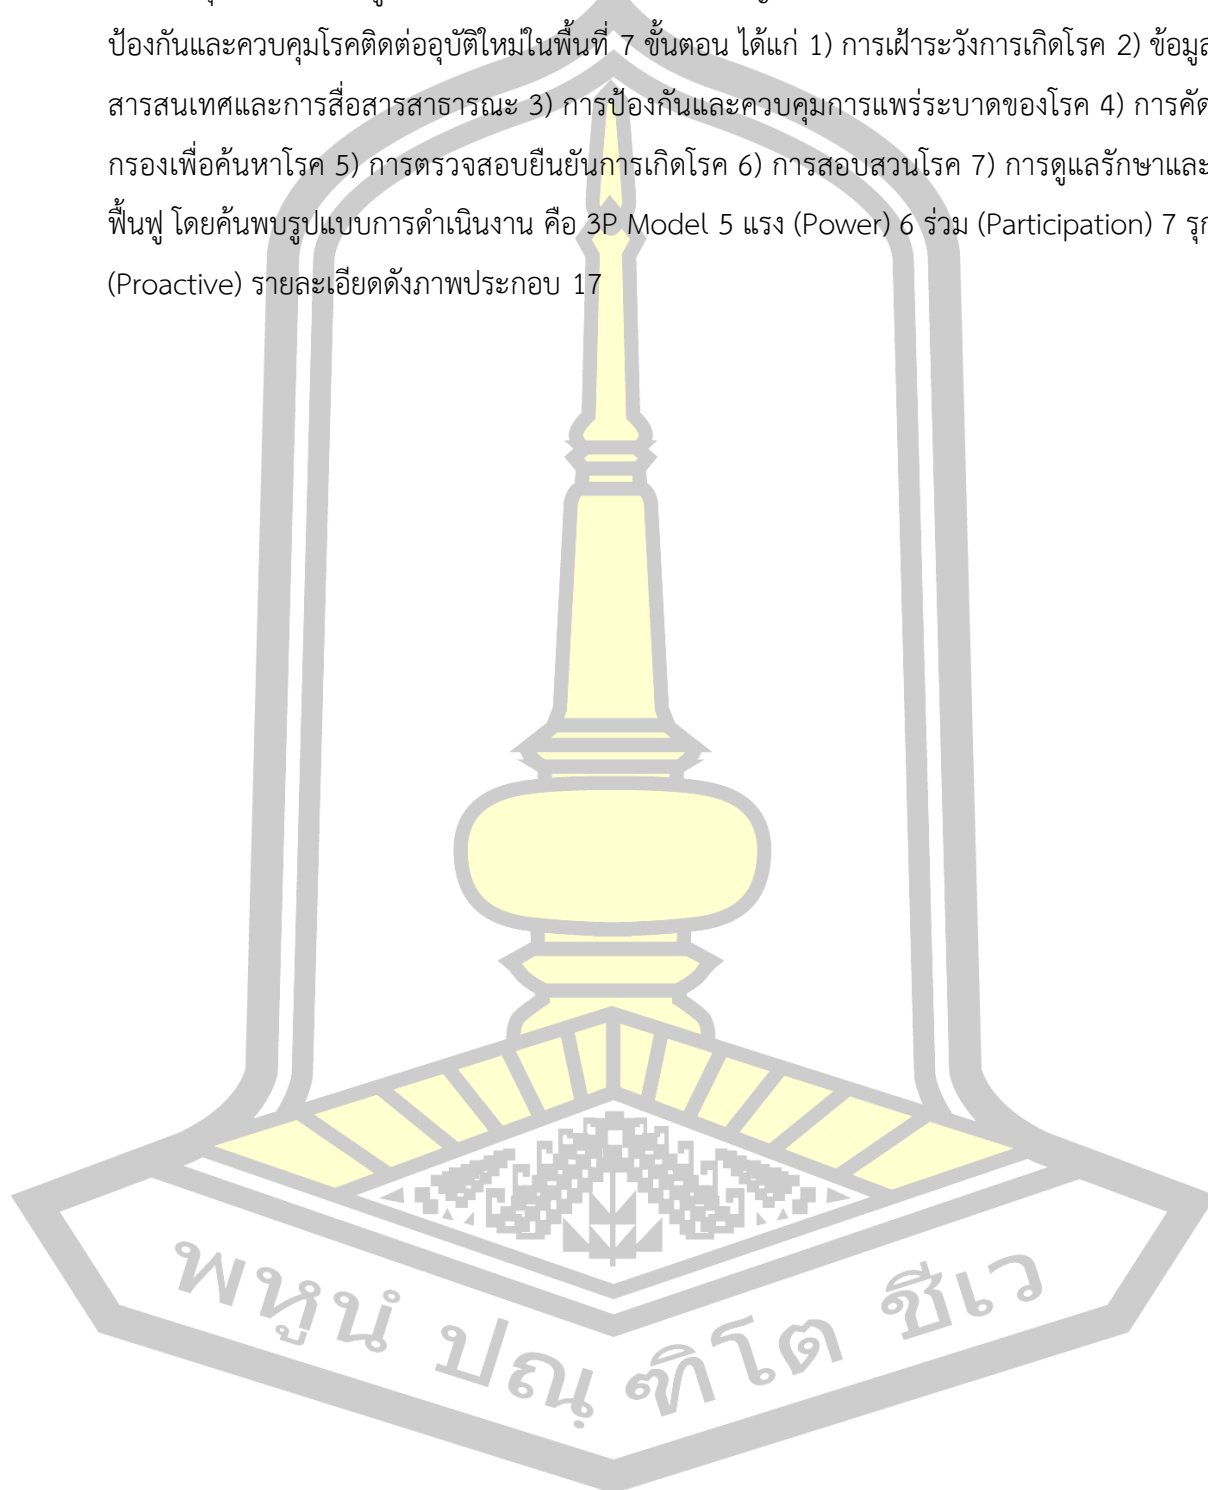 ป้องกันและควบคุมโรคติดต่ออุบัติใหม่ในพื้นที่ 7 ขั้นตอน ได้แก่ 1) การเฝ้าระวังการเกิดโรค 2) ข้อมูล
สารสนเทศและการสื่อสารสาธารณะ 3) การป้องกันและควบคุมการแพร่ระบาดของโรค 4) การคัด
กรองเพื่อค้นหาโรค 5) การตรวจสอบยืนยันการเกิดโรค 6) การสอบสวนโรค 7) การดูแลรักษาและ
ฟื้นฟู โดยค้นพบรูปแบบการดำเนินงาน คือ 3P Model 5 แรง (Power) 6 ร่วม (Participation) 7 รุก
(Proactive) รายละเอียดดังภาพประกอบ 17
พหูนํ ปณฺฑิโต ชีเว